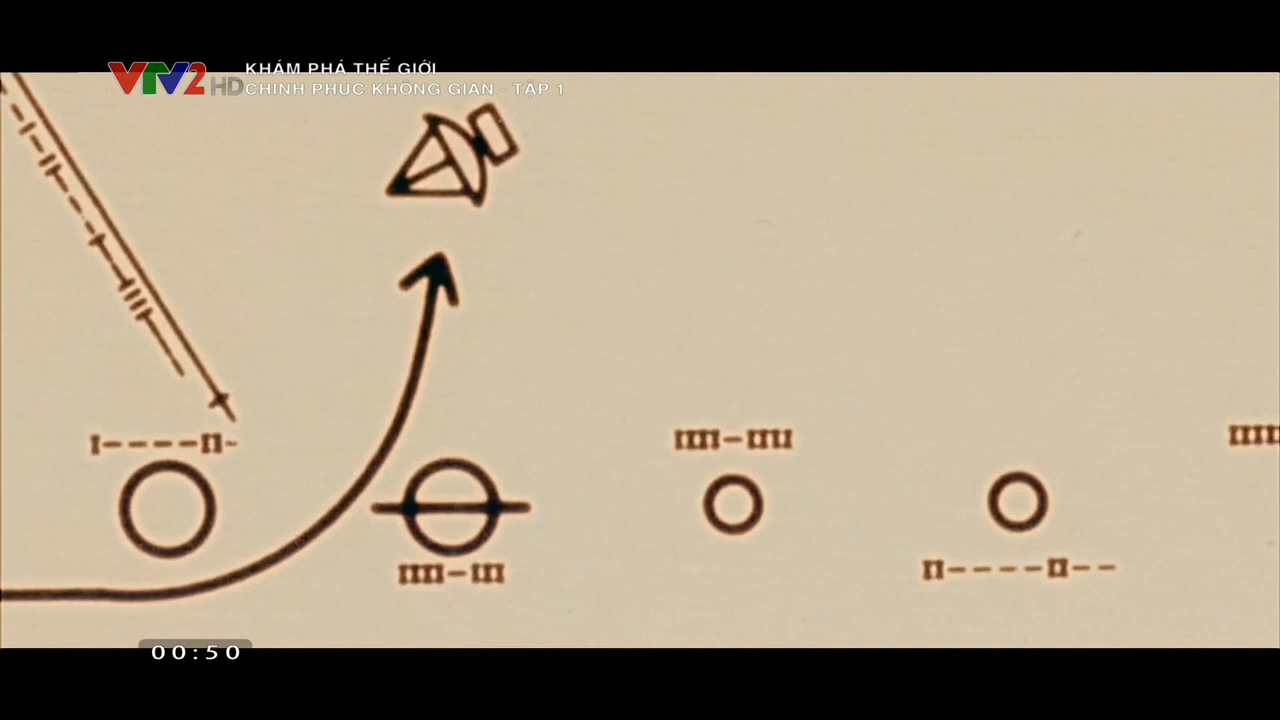 VTV2 HD
KHÁM PHÁ THẾ GIỚI
CHINH PHỤC KHÔNG GIAN - TẬP 1
00:50